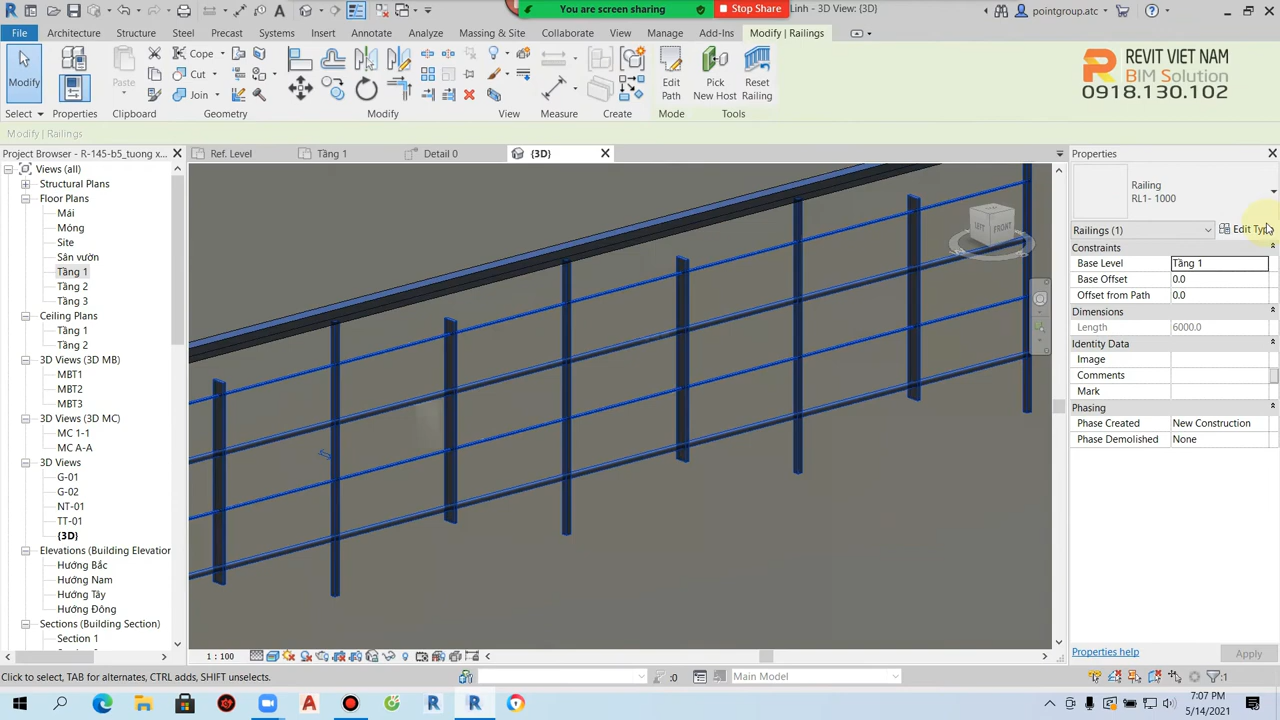 You are screen sharing
Stop Share
Linh - 3D View: {3D}
pointgroup.atc
File
Architecture
Structure
Steel
Precast
Systems
Insert
Annotate
Analyze
Massing & Site
Collaborate
View
Manage
Add-Ins
Modify | Railings
Modify
Paste
Cope
Cut
Join
Edit Path
Pick New Host
Reset Railing
Select
Properties
Clipboard
Geometry
Modify
View
Measure
Create
Mode
Tools
REVIT VIET NAM
BIM Solution
0918.130.102
Modify | Railings
Project Browser - R-145-b5_tuong x...
Ref. Level
Tầng 1
Detail 0
{3D}
Properties
Views (all)
Structural Plans
Floor Plans
Mái
Móng
Site
Sân vườn
Tầng 1
Tầng 2
Tầng 3
Ceiling Plans
Tầng 1
Tầng 2
3D Views (3D MB)
MBT1
MBT2
MBT3
3D Views (3D MC)
MC 1-1
MC A-A
3D Views
G-01
G-02
NT-01
TT-01
{3D}
Elevations (Building Elevation
Hướng Bắc
Hướng Nam
Hướng Tây
Hướng Đông
Sections (Building Section)
Section 1
LEFT
FRONT
Railing
RL1- 1000
Railings (1)
Edit Type
Constraints
Base Level Tầng 1
Base Offset 0.0
Offset from Path 0.0
Dimensions
Length 6000.0
Identity Data
Image
Comments
Mark
Phasing
Phase Created New Construction
Phase Demolished None
Properties help
Apply
1 : 100
Click to select, TAB for alternates, CTRL adds, SHIFT unselects.
:0
Main Model
:1
7:07 PM
5/14/2021